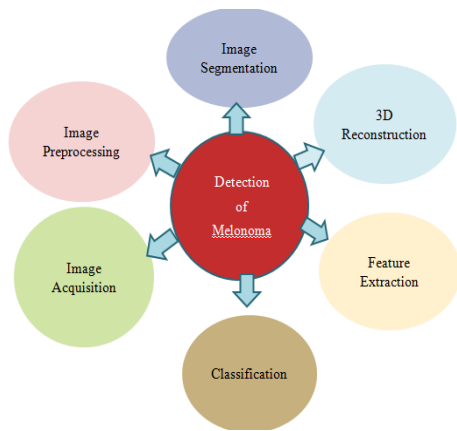 Image
Segmentation
3D
Reconstruction
Image
Preprocessing
Detection
of
Melonoma
Feature
Extraction
Image
Acquisition
Classification